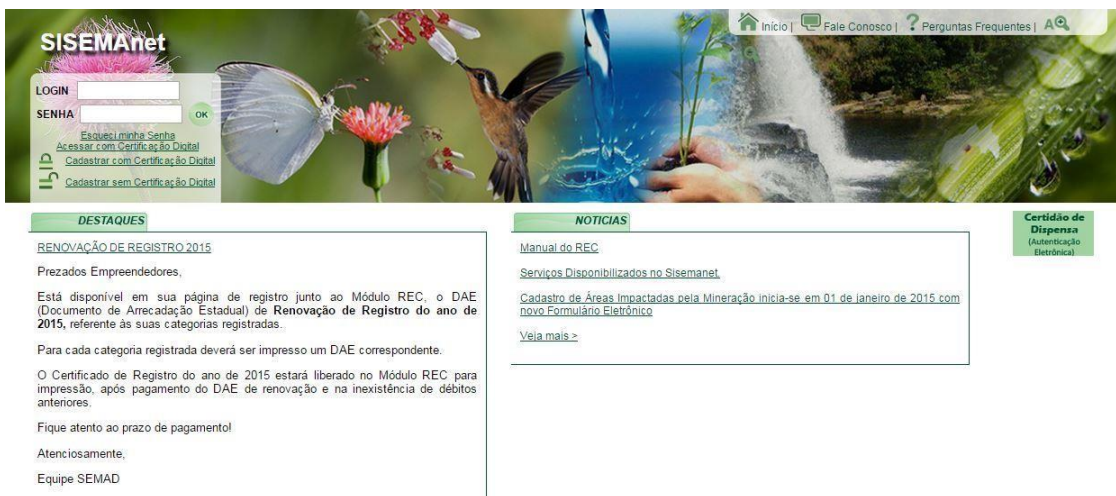 SISEMAnet
Início | Fale Conosco | ? Perguntas Frequentes | A
LOGIN
SENHA
OK
Esqueci minha Senha
Acessar com Certificação Digital
Cadastrar com Certificação Digital
Cadastrar sem Certificação Digital
DESTAQUES
RENOVAÇÃO DE REGISTRO 2015
Prezados Empreendedores,
Está disponível em sua página de registro junto ao Módulo REC, o DAE
(Documento de Arrecadação Estadual) de Renovação de Registro do ano de
2015, referente às suas categorias registradas.
Para cada categoria registrada deverá ser impresso um DAE correspondente.
O Certificado de Registro do ano de 2015 estará liberado no Módulo REC para
impressão, após pagamento do DAE de renovação e na inexistência de débitos
anteriores.
Fique atento ao prazo de pagamento!
Atenciosamente,
Equipe SEMAD
NOTICIAS
Manual do REC
Serviços Disponibilizados no Sisemanet.
Cadastro de Áreas Impactadas pela Mineração inicia-se em 01 de janeiro de 2015 com
novo Formulário Eletrônico
Veja mais >
Certidão de
Dispensa
(Autenticação
Eletrônica)